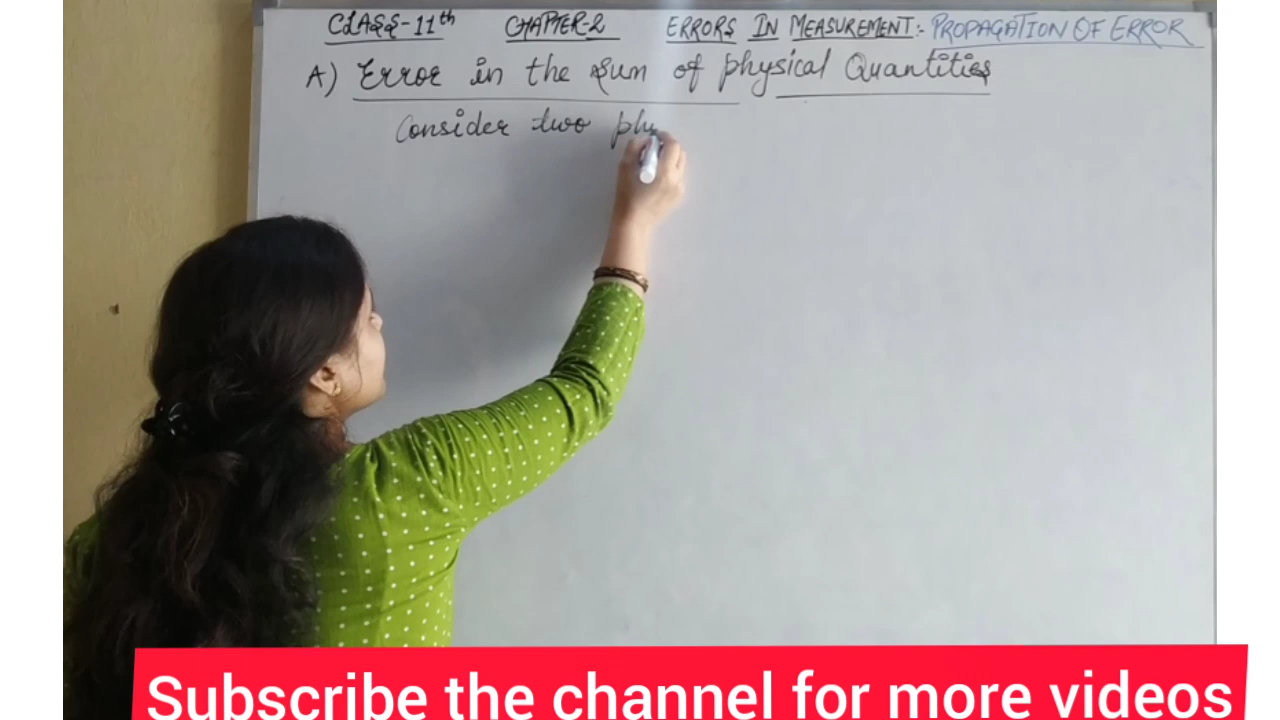 CLASS-11th CHAPTER-2 ERRORS IN MEASUREMENT:- PROPAGATION OF ERROR
A) Error in the Sum of physical Quantities
Consider two phy
Subscribe the channel for more videos